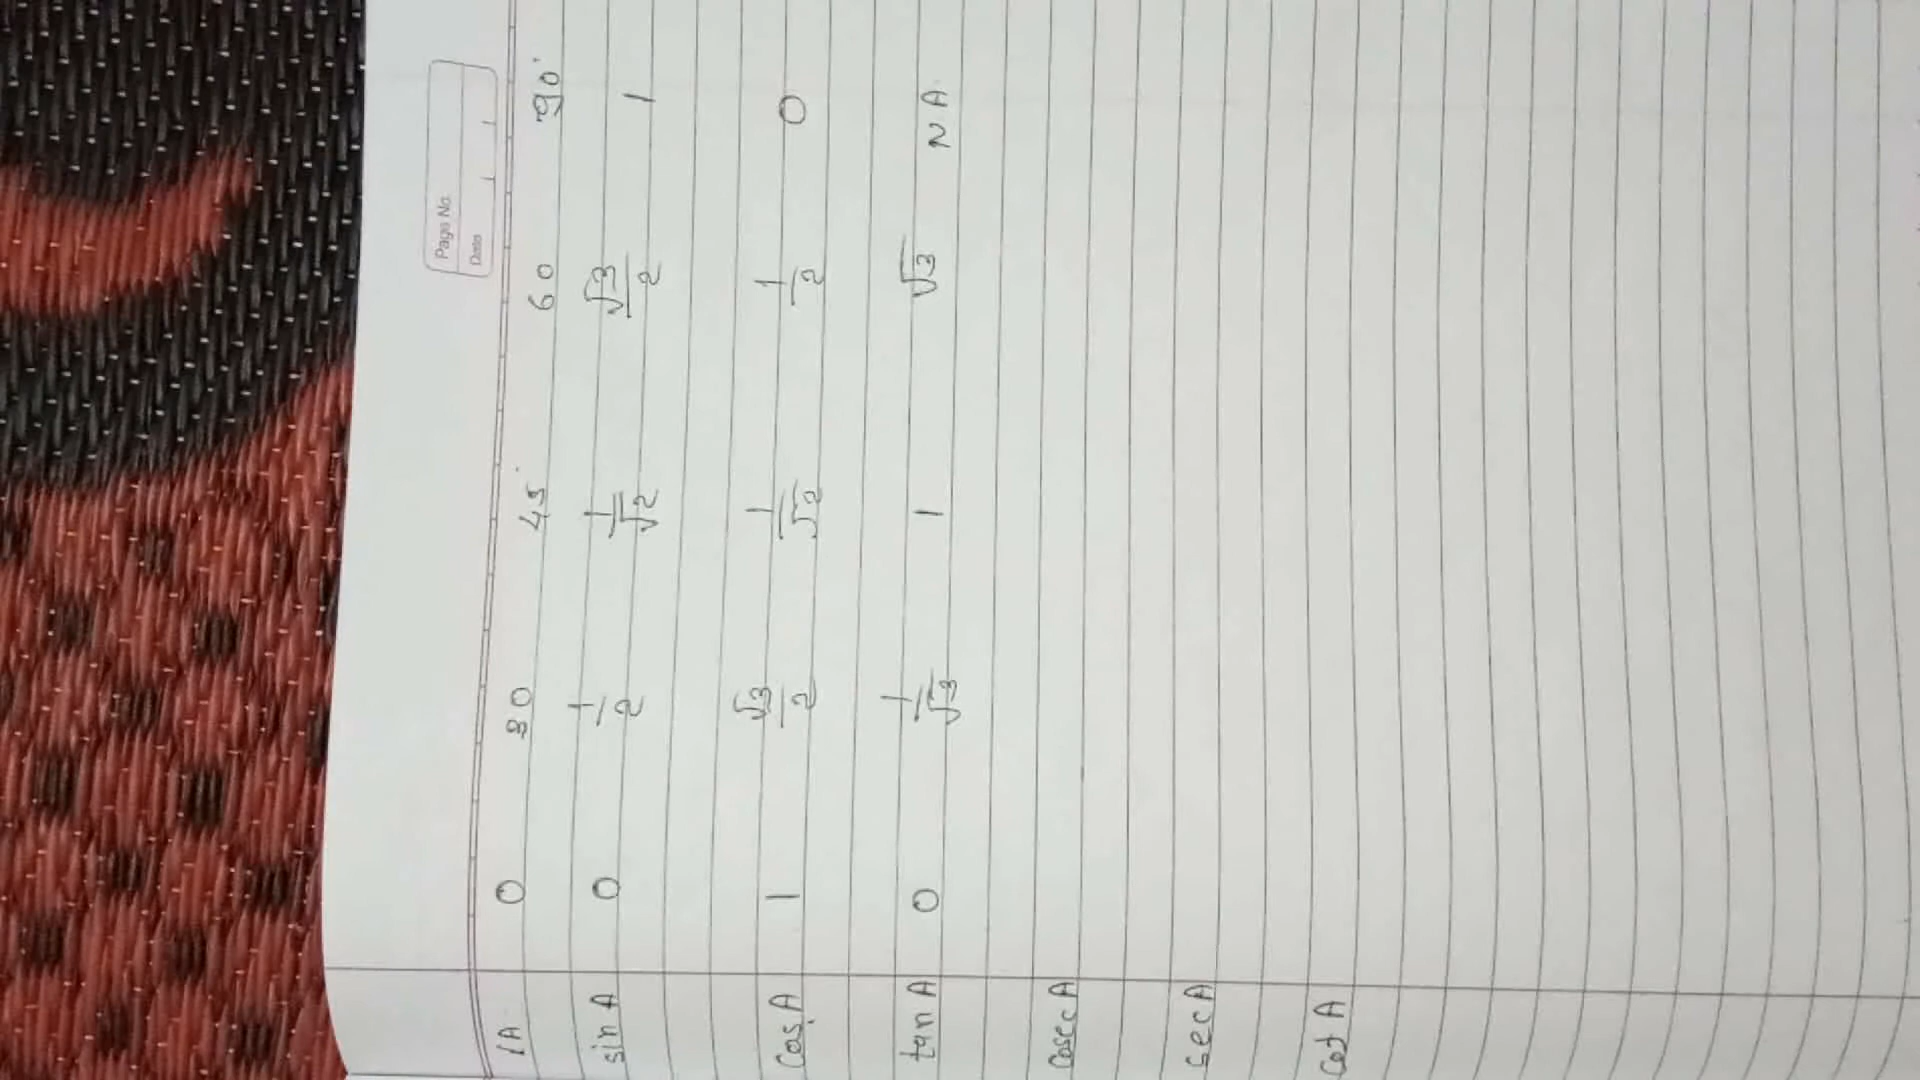 Page No.
Date
∠A 0 30 45° 60 90°
sin A 0 1/2 1/√2 √3/2 1
Cos A 1 √3/2 1/√2 1/2 0
tan A 0 1/√3 1 √3 NA
Cosec A
Sec A
Cot A